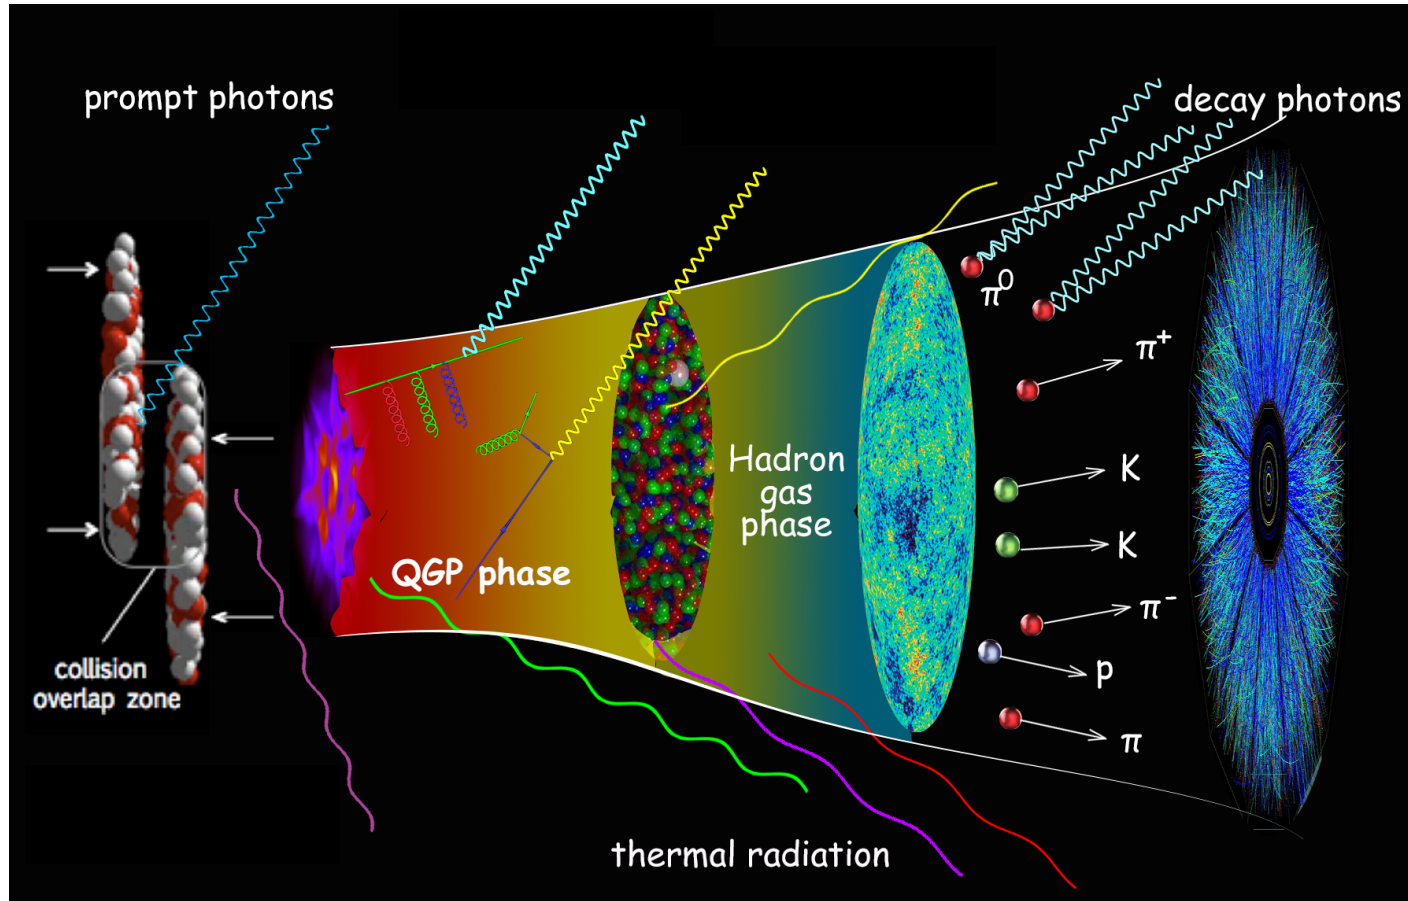 prompt photons
decay photons
π⁰
π⁺
Hadron
gas
phase
K
K
QGP phase
π⁻
collision
overlap zone
p
π
thermal radiation